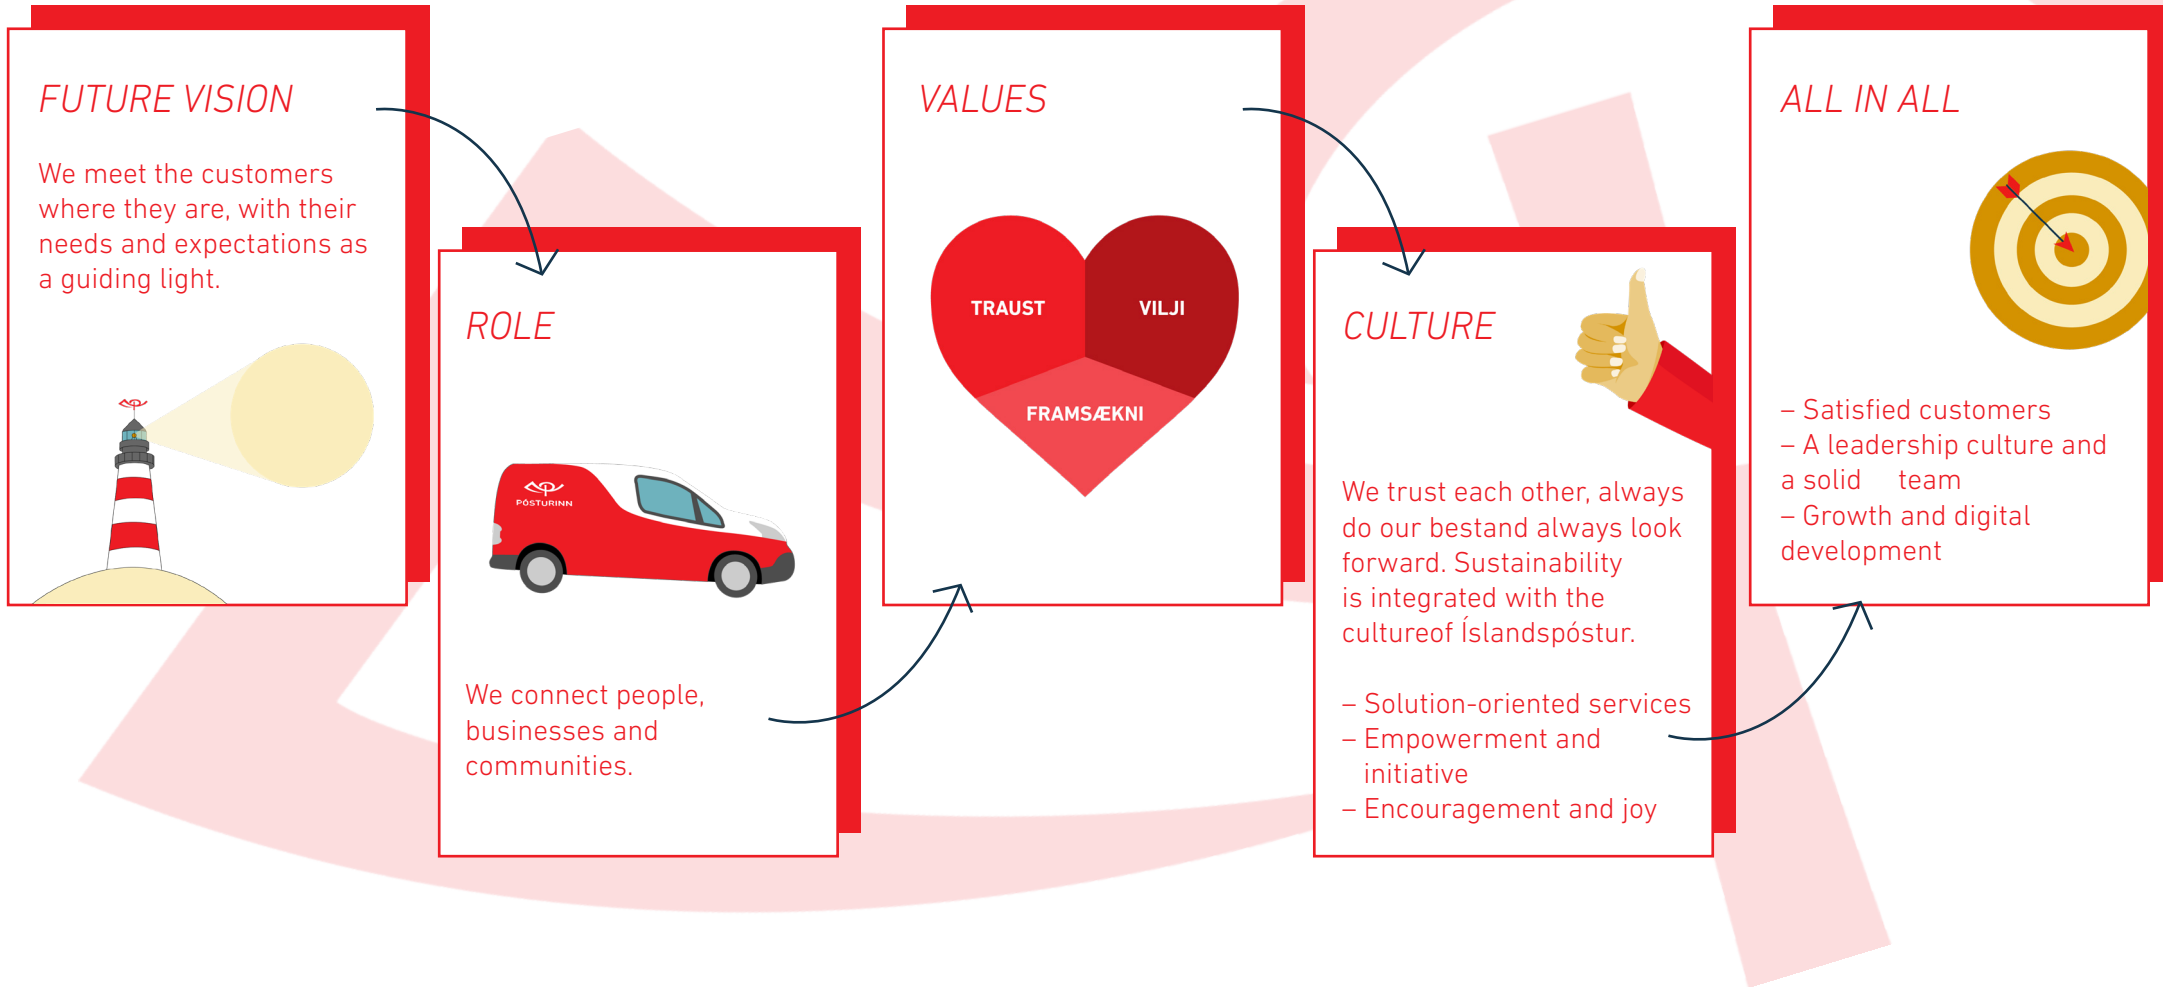 FUTURE VISION
We meet the customers
where they are, with their
needs and expectations as
a guiding light.
ROLE
PÓSTURINN
We connect people,
businesses and
communities.
VALUES
TRAUST
VILJI
FRAMSÆKNI
CULTURE
We trust each other, always
do our bestand always look
forward. Sustainability
is integrated with the
cultureof Íslandspóstur.
– Solution-oriented services
– Empowerment and
initiative
– Encouragement and joy
ALL IN ALL
– Satisfied customers
– A leadership culture and
a solid team
– Growth and digital
development